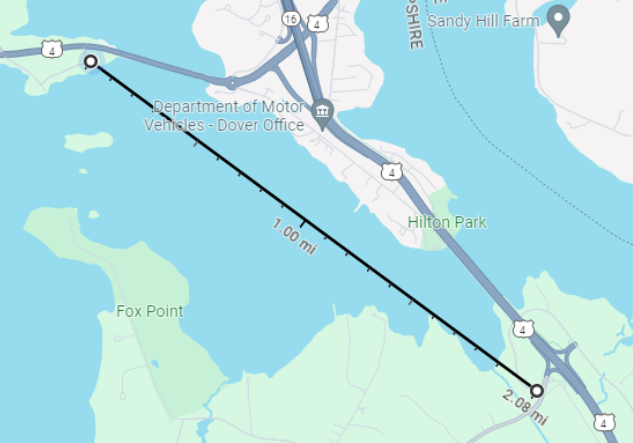 16
4
Sandy Hill Farm
SHIRE
E
4
Department of Motor
Vehicles - Dover Office
4
Hilton Park
1.00 mi
Fox Point
4
2.08 mi
4